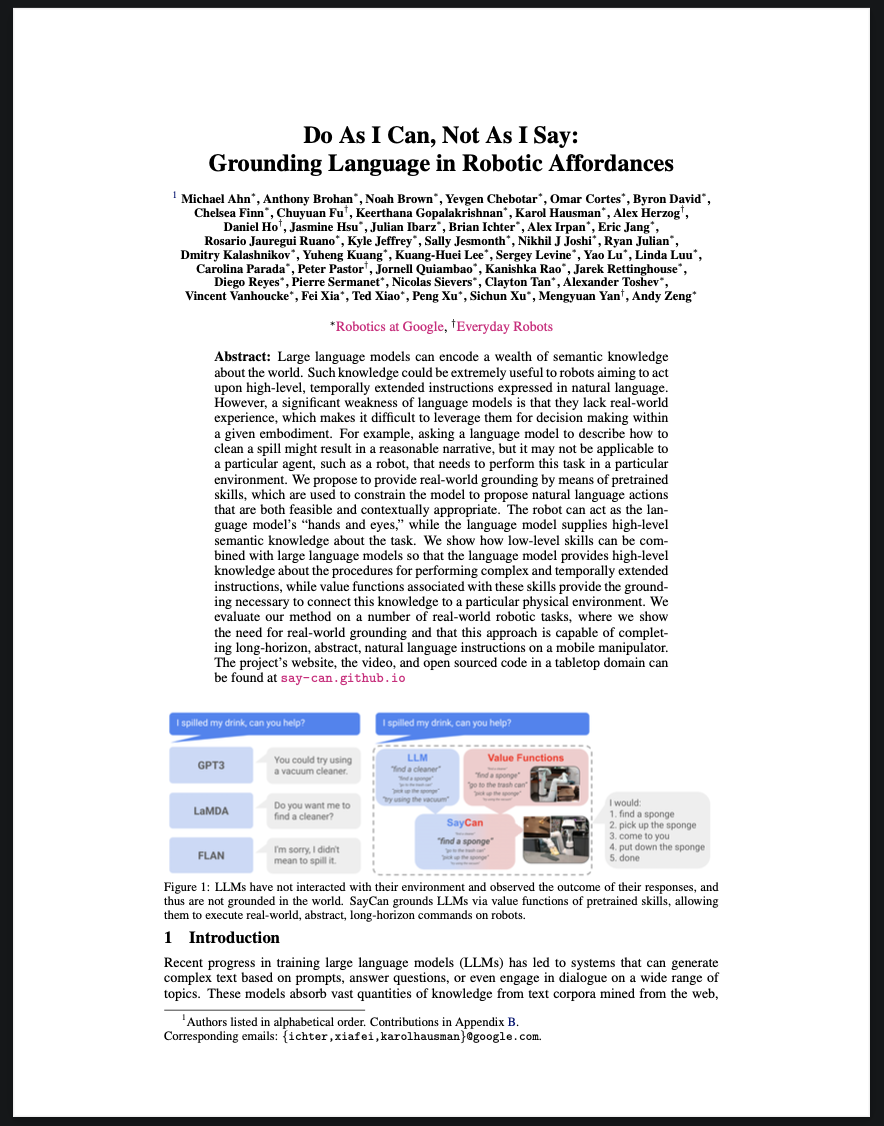 Do As I Can, Not As I Say:
Grounding Language in Robotic Affordances
1 Michael Ahn*, Anthony Brohan*, Noah Brown*, Yevgen Chebotar*, Omar Cortes*, Byron David*,
Chelsea Finn*, Chuyuan Fu†, Keerthana Gopalakrishnan*, Karol Hausman*, Alex Herzog†,
Daniel Ho†, Jasmine Hsu*, Julian Ibarz*, Brian Ichter*, Alex Irpan*, Eric Jang*,
Rosario Jauregui Ruano*, Kyle Jeffrey*, Sally Jesmonth*, Nikhil J Joshi*, Ryan Julian*,
Dmitry Kalashnikov*, Yuheng Kuang*, Kuang-Huei Lee*, Sergey Levine*, Yao Lu*, Linda Luu*,
Carolina Parada*, Peter Pastor†, Jornell Quiambao*, Kanishka Rao*, Jarek Rettinghouse*,
Diego Reyes*, Pierre Sermanet*, Nicolas Sievers*, Clayton Tan*, Alexander Toshev*,
Vincent Vanhoucke*, Fei Xia*, Ted Xiao*, Peng Xu*, Sichun Xu*, Mengyuan Yan†, Andy Zeng*
*Robotics at Google, †Everyday Robots
Abstract: Large language models can encode a wealth of semantic knowledge
about the world. Such knowledge could be extremely useful to robots aiming to act
upon high-level, temporally extended instructions expressed in natural language.
However, a significant weakness of language models is that they lack real-world
experience, which makes it difficult to leverage them for decision making within
a given embodiment. For example, asking a language model to describe how to
clean a spill might result in a reasonable narrative, but it may not be applicable to
a particular agent, such as a robot, that needs to perform this task in a particular
environment. We propose to provide real-world grounding by means of pretrained
skills, which are used to constrain the model to propose natural language actions
that are both feasible and contextually appropriate. The robot can act as the lan-
guage model's “hands and eyes,” while the language model supplies high-level
semantic knowledge about the task. We show how low-level skills can be com-
bined with large language models so that the language model provides high-level
knowledge about the procedures for performing complex and temporally extended
instructions, while value functions associated with these skills provide the ground-
ing necessary to connect this knowledge to a particular physical environment. We
evaluate our method on a number of real-world robotic tasks, where we show
the need for real-world grounding and that this approach is capable of complet-
ing long-horizon, abstract, natural language instructions on a mobile manipulator.
The project's website, the video, and open sourced code in a tabletop domain can
be found at say-can.github.io
I spilled my drink, can you help?
GPT3
You could try using
a vacuum cleaner.
LaMDA
Do you want me to
find a cleaner?
FLAN
I'm sorry, I didn't
mean to spill it.
I spilled my drink, can you help?
LLM
"find a cleaner"
"find a sponge"
"go to the trash can"
"pick up the sponge"
"try using the vacuum"
Value Functions
"find a sponge"
"go to the trash can"
"pick up the sponge"
SayCan
"find a sponge"
"go to the trash can"
"pick up the sponge"
I would:
1. find a sponge
2. pick up the sponge
3. come to you
4. put down the sponge
5. done
Figure 1: LLMs have not interacted with their environment and observed the outcome of their responses, and
thus are not grounded in the world. SayCan grounds LLMs via value functions of pretrained skills, allowing
them to execute real-world, abstract, long-horizon commands on robots.
1 Introduction
Recent progress in training large language models (LLMs) has led to systems that can generate
complex text based on prompts, answer questions, or even engage in dialogue on a wide range of
topics. These models absorb vast quantities of knowledge from text corpora mined from the web,
1Authors listed in alphabetical order. Contributions in Appendix B.
Corresponding emails: {ichter,xiafei,karolhausman}@google.com.